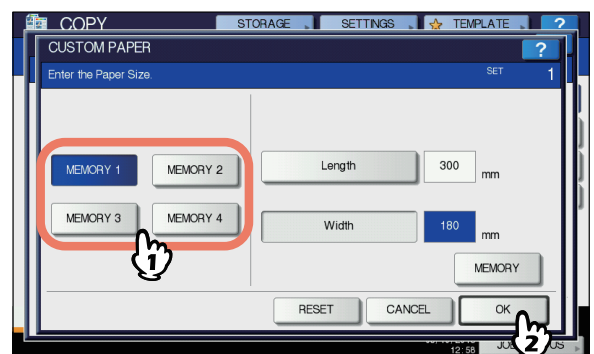 COPY STORAGE SETTINGS TEMPLATE ?
CUSTOM PAPER ?
Enter the Paper Size. SET 1
MEMORY 1 MEMORY 2 Length 300 mm
MEMORY 3 MEMORY 4 Width 180 mm
1
MEMORY
RESET CANCEL OK
2
12:58